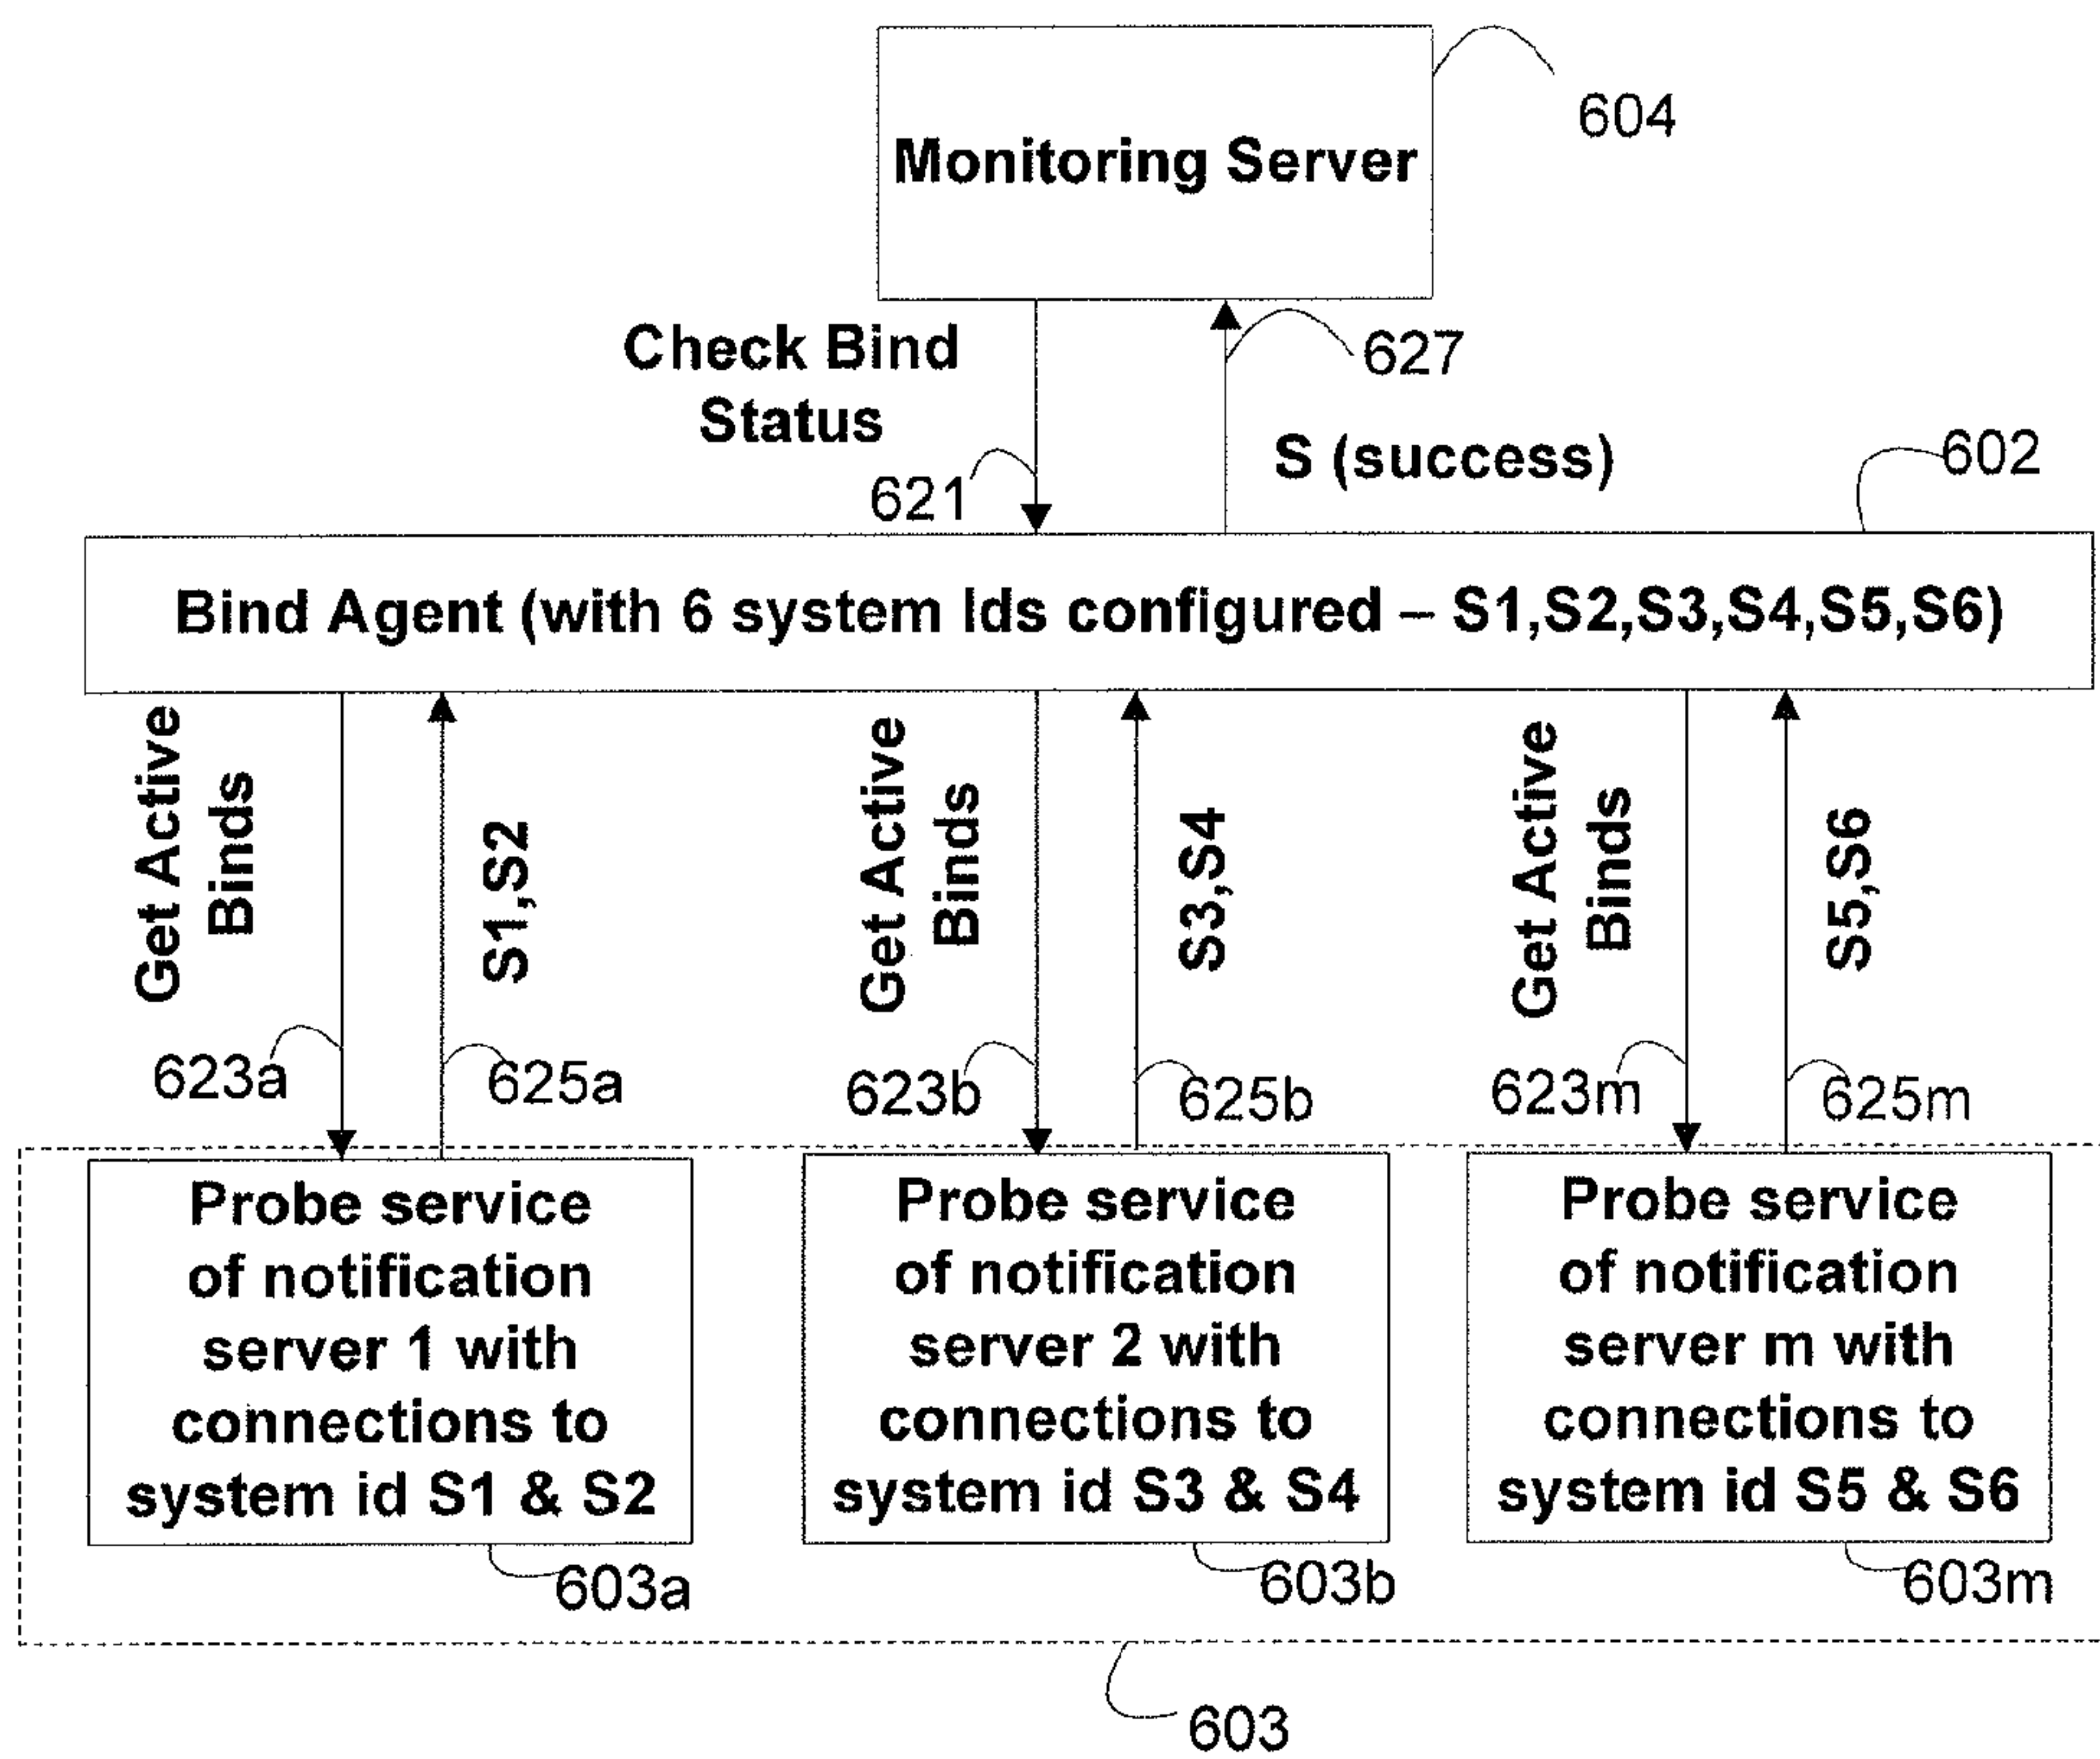 Monitoring Server
604
Check Bind
Status
621
627
S (success)
602
Bind Agent (with 6 system Ids configured – S1,S2,S3,S4,S5,S6)
Get Active
Binds
S1,S2
Get Active
Binds
S3,S4
Get Active
Binds
S5,S6
623a
625a
623b
625b
623m
625m
Probe service
of notification
server 1 with
connections to
system id S1 & S2
Probe service
of notification
server 2 with
connections to
system id S3 & S4
Probe service
of notification
server m with
connections to
system id S5 & S6
603a
603b
603m
603